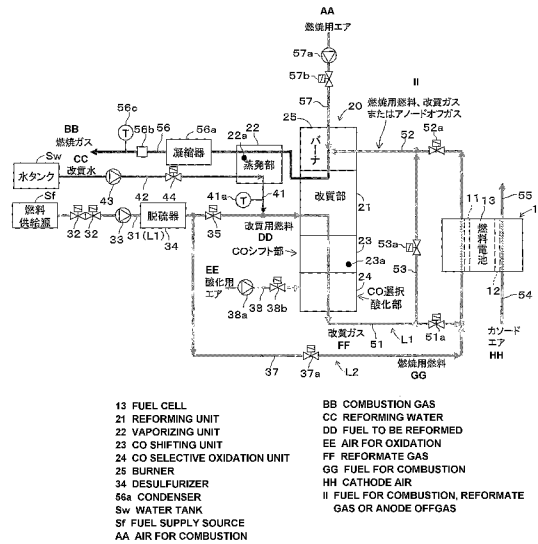 AA
燃焼用エア
57a
57b
57
20
II
燃焼用燃料、改質ガス
またはアノードオフガス
56c
56
56b
56a
22
22a
25
バーナ
52
52a
BB
燃焼ガス
凝縮器
蒸発部
CC
改質水
Sw
水タンク
43
42
44
41a
41
改質部
21
Sf
燃料
供給源
32
32
33
31(L1)
脱硫器
34
35
改質用燃料
DD
COシフト部
23
23a
24
CO選択
酸化部
53a
53
11
13
燃料電池
12
55
1
54
カソード
エア
HH
EE
酸化用
エア
38a
38
38b
改質ガス
FF
51
L1
51a
燃焼用燃料
GG
37
37a
L2
13 FUEL CELL
21 REFORMING UNIT
22 VAPORIZING UNIT
23 CO SHIFTING UNIT
24 CO SELECTIVE OXIDATION UNIT
25 BURNER
34 DESULFURIZER
56a CONDENSER
Sw WATER TANK
Sf FUEL SUPPLY SOURCE
AA AIR FOR COMBUSTION
BB COMBUSTION GAS
CC REFORMING WATER
DD FUEL TO BE REFORMED
EE AIR FOR OXIDATION
FF REFORMATE GAS
GG FUEL FOR COMBUSTION
HH CATHODE AIR
II FUEL FOR COMBUSTION, REFORMATE
GAS OR ANODE OFFGAS